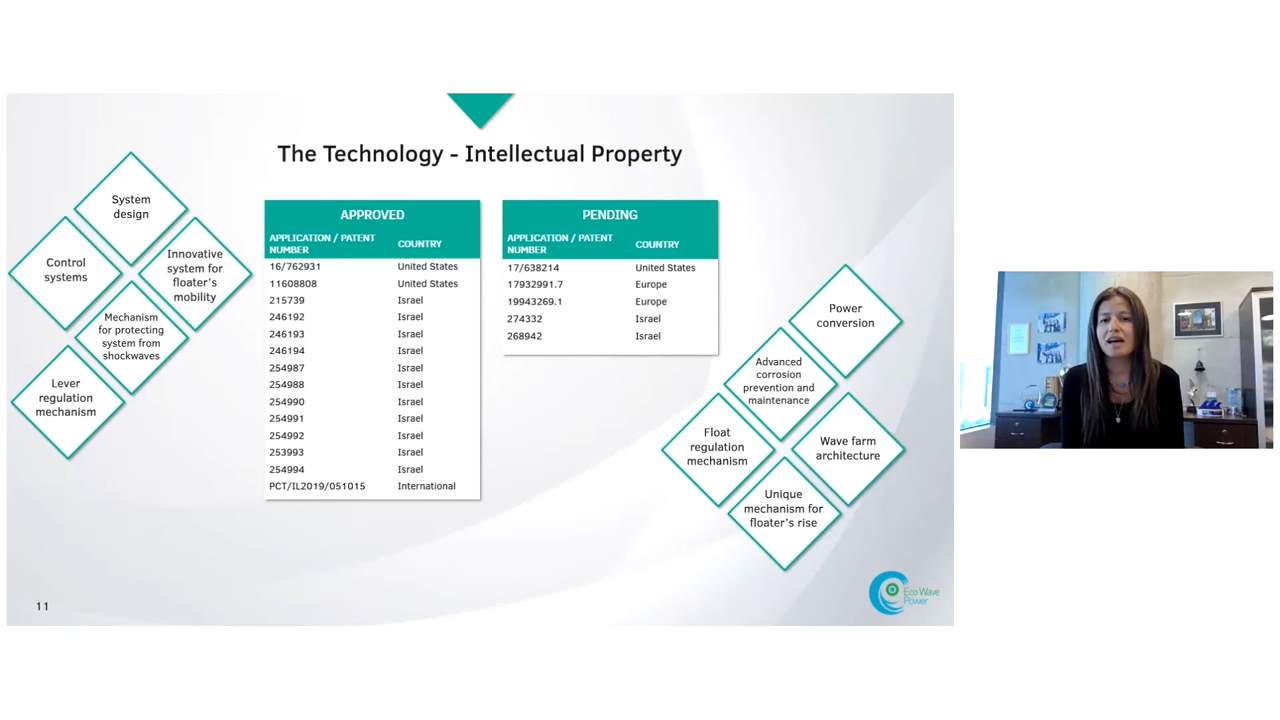 The Technology - Intellectual Property
System
design
Control
systems
Innovative
system for
floater's
mobility
Mechanism
for protecting
system from
shockwaves
Lever
regulation
mechanism
APPROVED
APPLICATION / PATENT NUMBER COUNTRY
16/762931 United States
11608808 United States
215739 Israel
246192 Israel
246193 Israel
246194 Israel
254987 Israel
254988 Israel
254990 Israel
254991 Israel
254992 Israel
253993 Israel
254994 Israel
PCT/IL2019/051015 International
PENDING
APPLICATION / PATENT NUMBER COUNTRY
17/638214 United States
17932991.7 Europe
19943269.1 Europe
274332 Israel
268942 Israel
Power
conversion
Advanced
corrosion
prevention and
maintenance
Float
regulation
mechanism
Wave farm
architecture
Unique
mechanism for
floater's rise
11
Eco Wave
Power